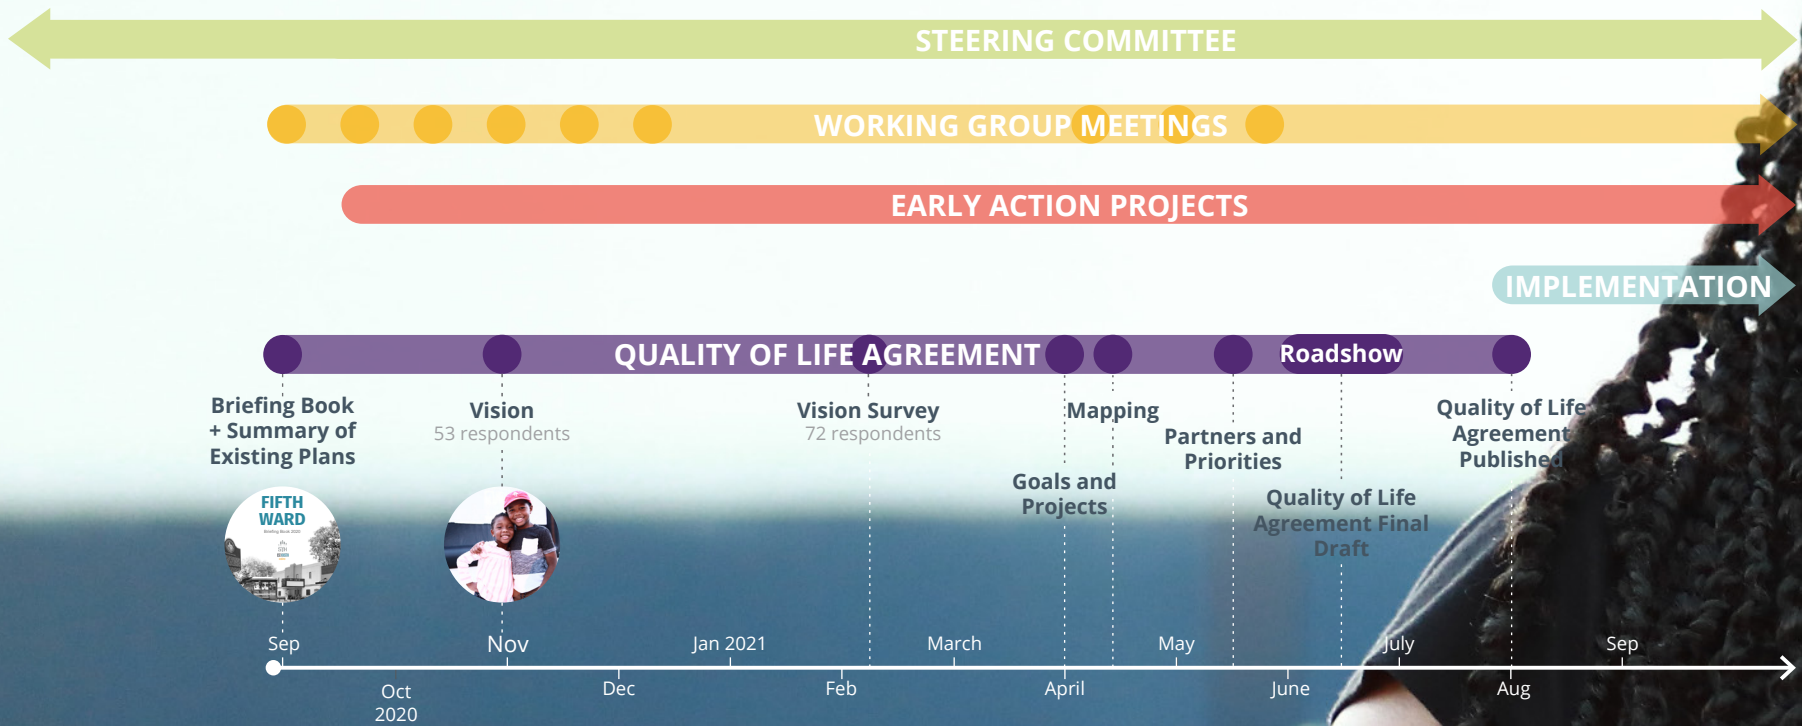 STEERING COMMITTEE
WORKING GROUP MEETINGS
EARLY ACTION PROJECTS
IMPLEMENTATION
QUALITY OF LIFE AGREEMENT
Roadshow
Briefing Book
+ Summary of
Existing Plans
Vision
53 respondents
Vision Survey
72 respondents
Goals and
Projects
Mapping
Partners and
Priorities
Quality of Life
Agreement Final
Draft
Quality of Life
Agreement
Published
FIFTH
WARD
Briefing Book 2020
Sep
Oct
2020
Nov
Dec
Jan 2021
Feb
March
April
May
June
July
Aug
Sep